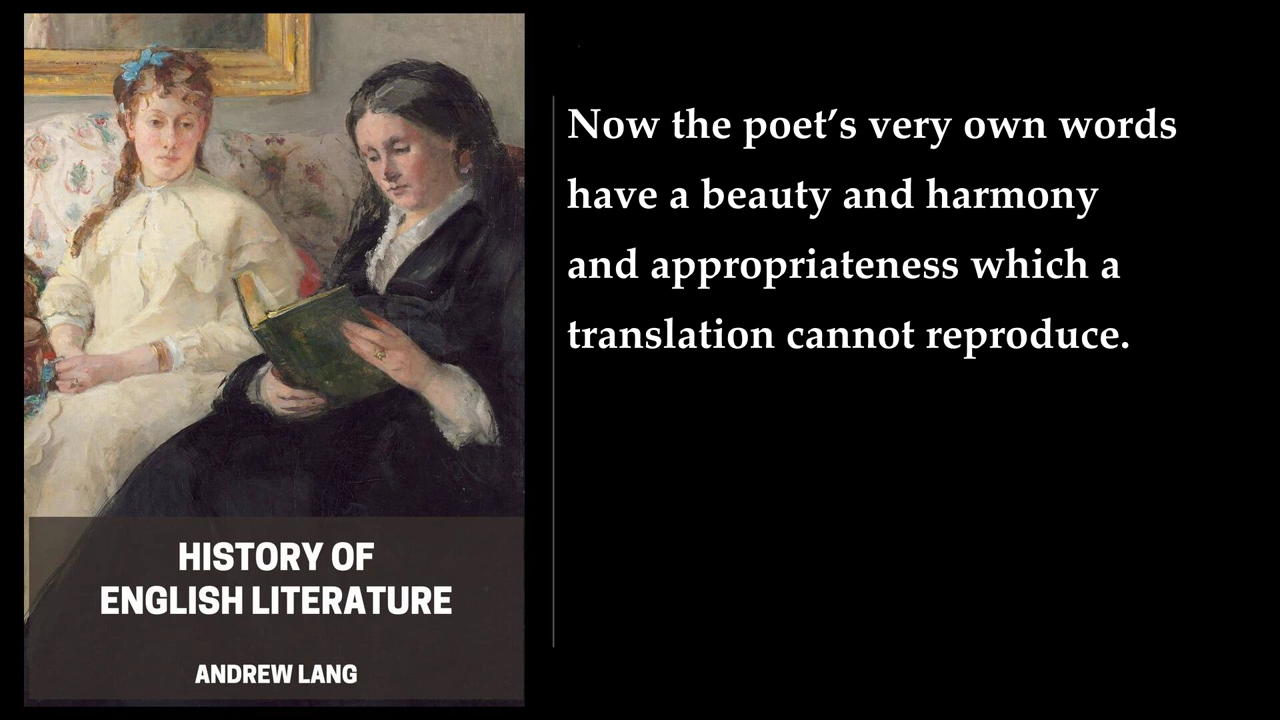 HISTORY OF
ENGLISH LITERATURE
ANDREW LANG
Now the poet’s very own words
have a beauty and harmony
and appropriateness which a
translation cannot reproduce.